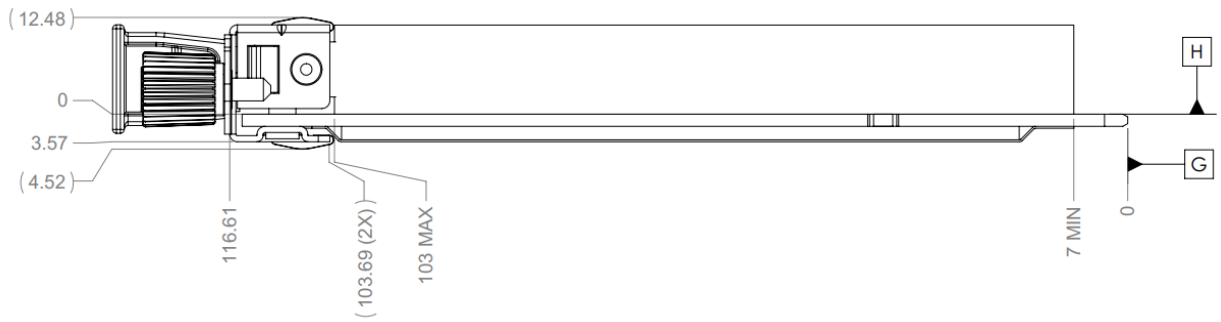 (12.48)
H
0
3.57
G
(4.52)
116.61
(103.69 (2X))
103 MAX
7 MIN
0